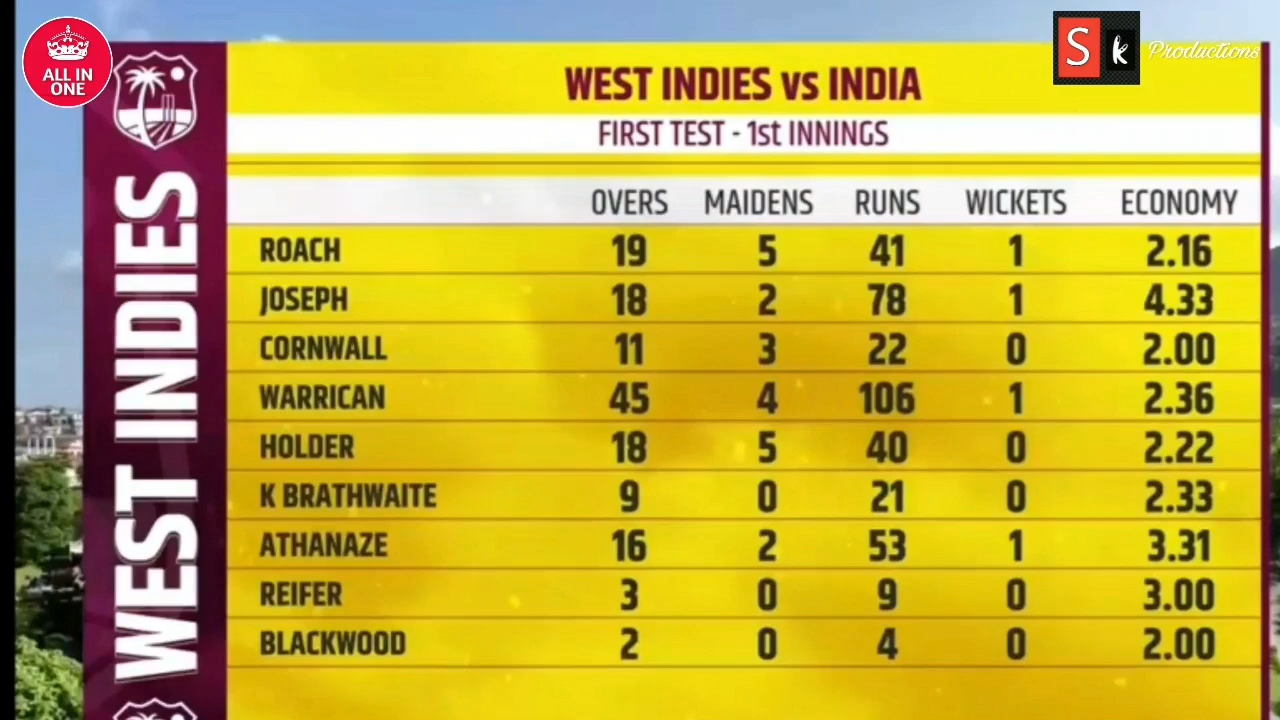 ALL IN
ONE
S k Productions
WEST INDIES
WEST INDIES vs INDIA
FIRST TEST - 1st INNINGS
OVERS MAIDENS RUNS WICKETS ECONOMY
ROACH 19 5 41 1 2.16
JOSEPH 18 2 78 1 4.33
CORNWALL 11 3 22 0 2.00
WARRICAN 45 4 106 1 2.36
HOLDER 18 5 40 0 2.22
K BRATHWAITE 9 0 21 0 2.33
ATHANAZE 16 2 53 1 3.31
REIFER 3 0 9 0 3.00
BLACKWOOD 2 0 4 0 2.00